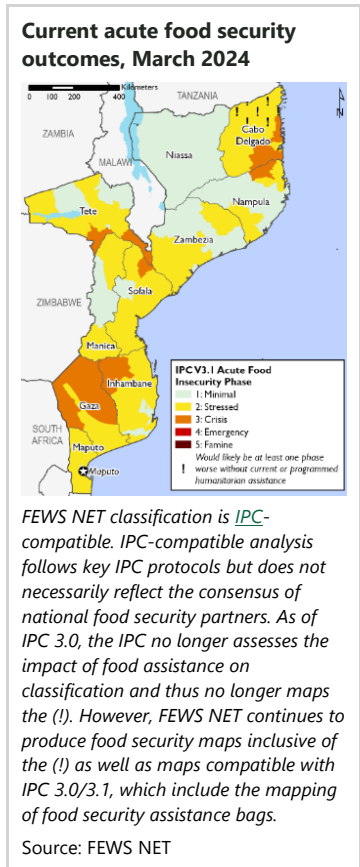 Current acute food security
outcomes, March 2024
0 100 200 400 Kilometers
TANZANIA
N
ZAMBIA
MALAWI
Cabo
Delgado
Niassa
Nampula
Tete
Zambezia
Sofala
ZIMBABWE
Manica
Inhambane
Gaza
SOUTH
AFRICA
Maputo
Maputo
IPC V3.1 Acute Food
Insecurity Phase
1: Minimal
2: Stressed
3: Crisis
4: Emergency
5: Famine
Would likely be at least one phase
! worse without current or programmed
humanitarian assistance
FEWS NET classification is IPC-
compatible. IPC-compatible analysis
follows key IPC protocols but does not
necessarily reflect the consensus of
national food security partners. As of
IPC 3.0, the IPC no longer assesses the
impact of food assistance on
classification and thus no longer maps
the (!). However, FEWS NET continues to
produce food security maps inclusive of
the (!) as well as maps compatible with
IPC 3.0/3.1, which include the mapping
of food security assistance bags.
Source: FEWS NET